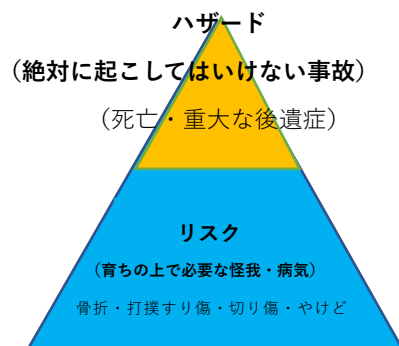 ハザード
（絶対に起こしてはいけない事故）
（死亡・重大な後遺症）
リスク
（育ちの上で必要な怪我・病気）
骨折・打撲すり傷・切り傷・やけど